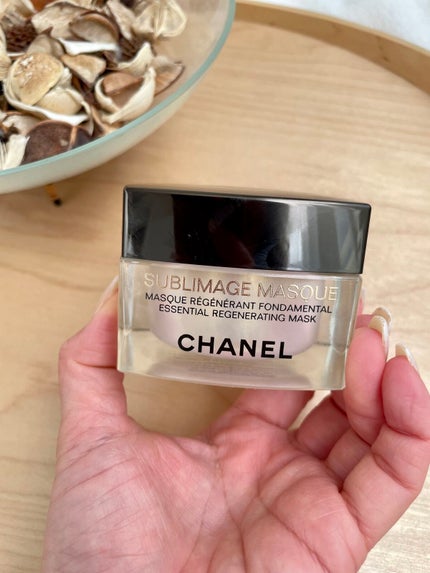 SUBLIMAGE MASQUE
MASQUE RÉGÉNÉRANT FONDAMENTAL
ESSENTIAL REGENERATING MASK
CHANEL